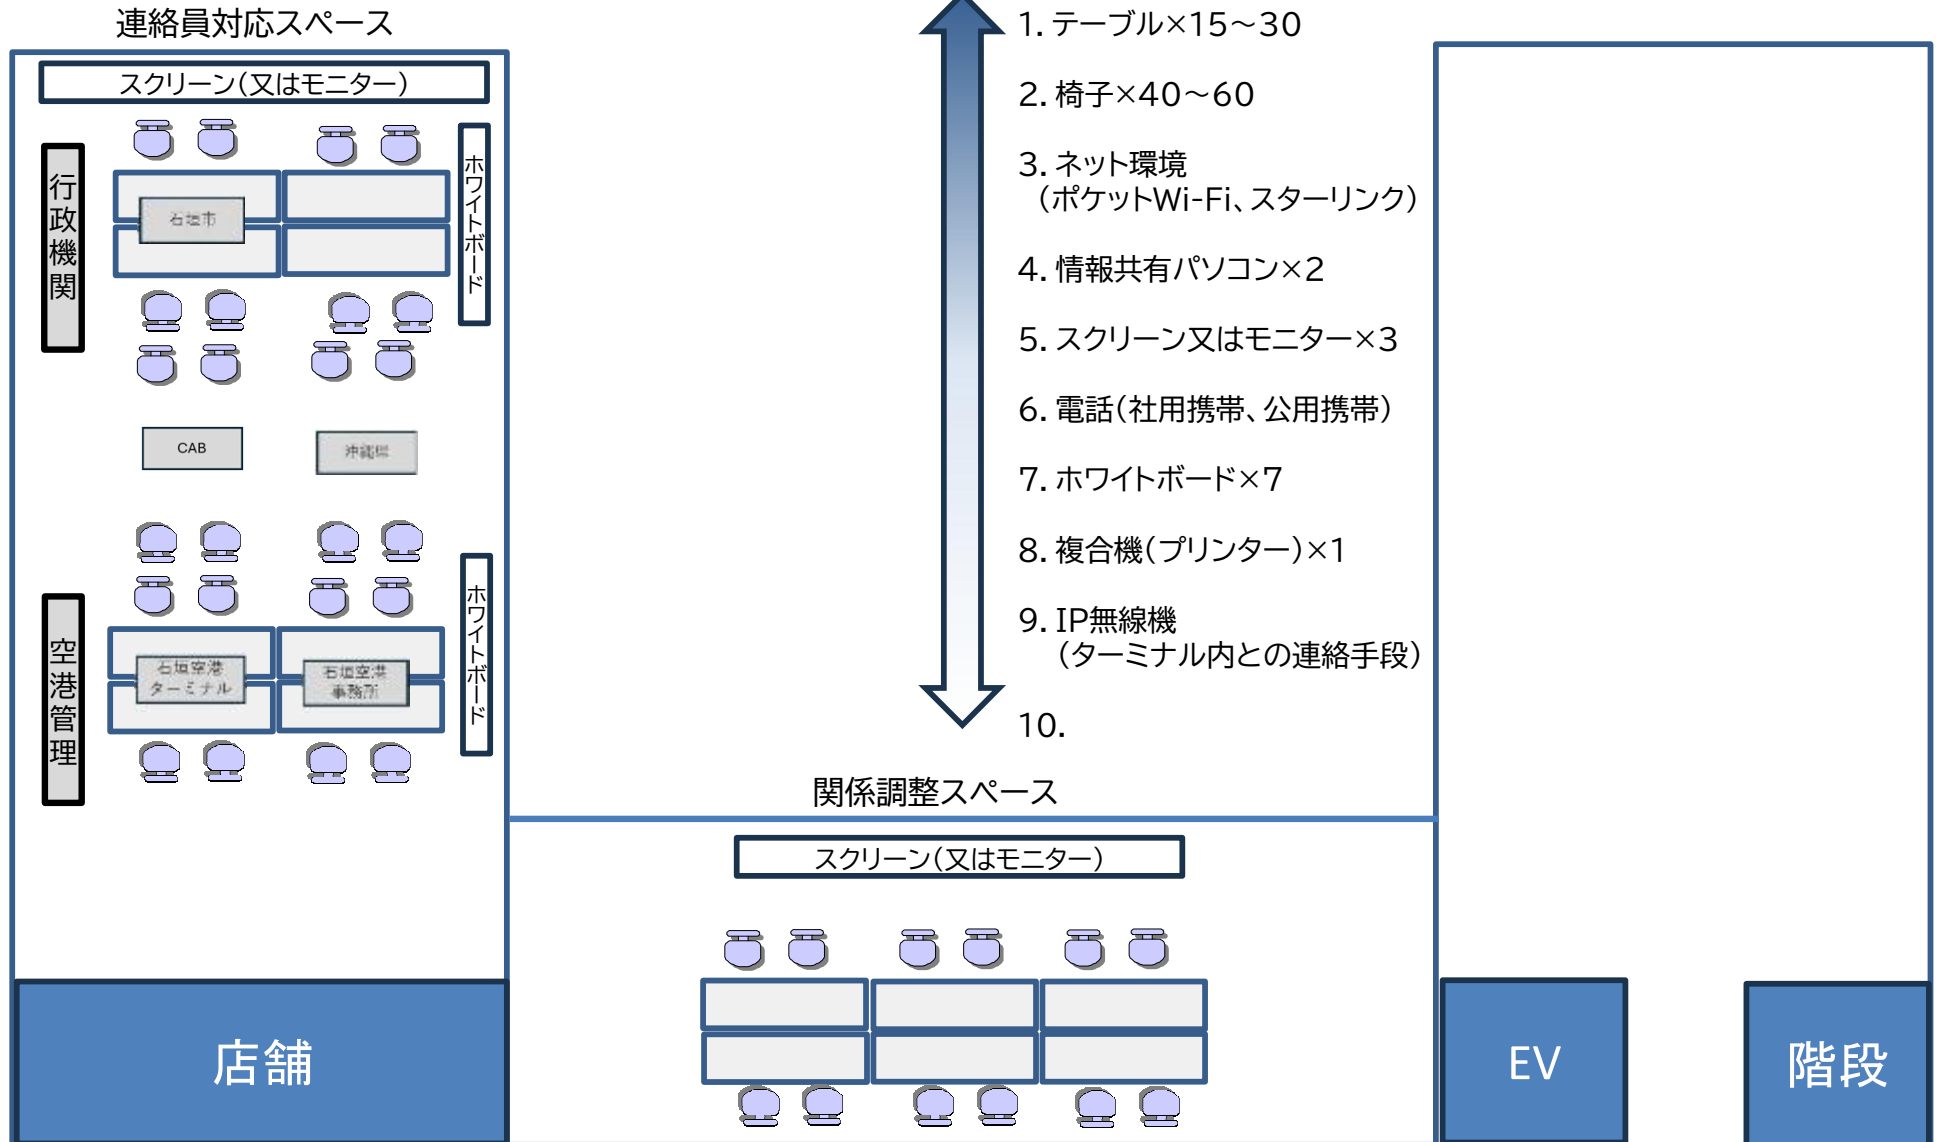 連絡員対応スペース
スクリーン(又はモニター)
行政機関
ホワイトボード
石垣市
CAB
沖縄県
空港管理
ホワイトボード
石垣空港
ターミナル
石垣空港
事務所
店舗
1. テーブル×15～30
2. 椅子×40～60
3. ネット環境
(ポケットWi-Fi、スターリンク)
4. 情報共有パソコン×2
5. スクリーン又はモニター×3
6. 電話(社用携帯、公用携帯)
7. ホワイトボード×7
8. 複合機(プリンター)×1
9. IP無線機
(ターミナル内との連絡手段)
10.
関係調整スペース
スクリーン(又はモニター)
EV
階段